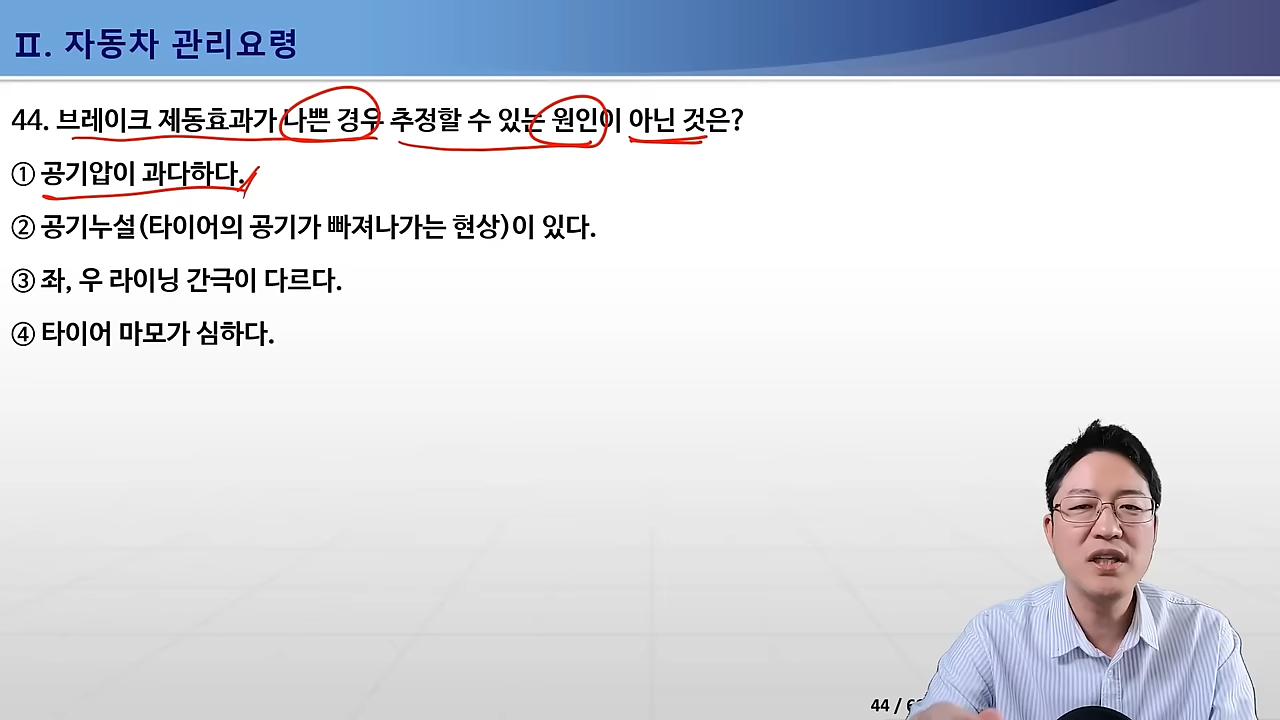 Ⅱ. 자동차 관리요령
44. 브레이크 제동효과가 나쁜 경우 추정할 수 있는 원인이 아닌 것은?
① 공기압이 과다하다.
② 공기누설(타이어의 공기가 빠져나가는 현상)이 있다.
③ 좌, 우 라이닝 간극이 다르다.
④ 타이어 마모가 심하다.
44 /